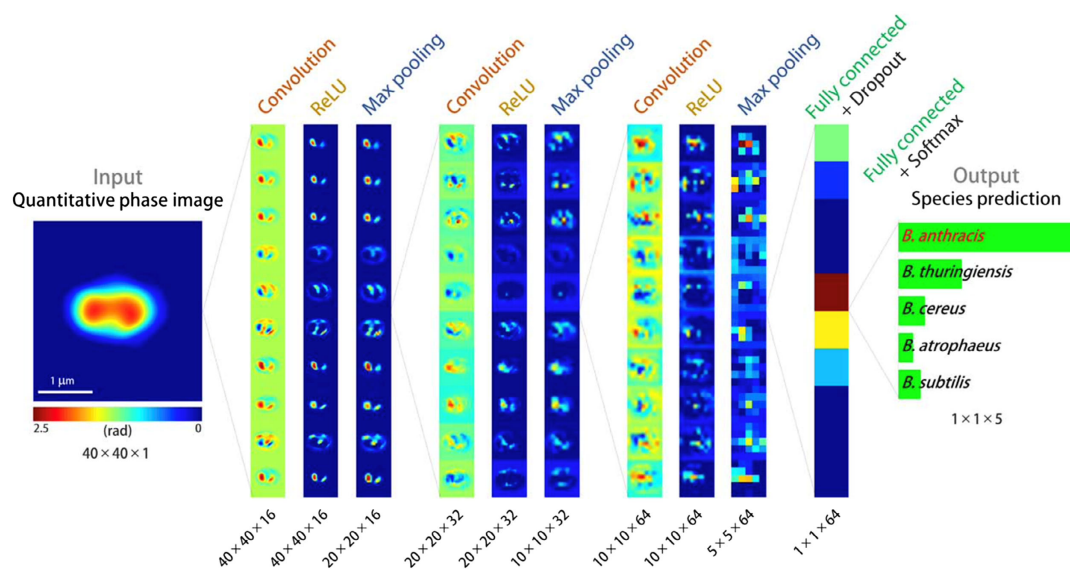 Convolution
ReLU
Max pooling
Convolution
ReLU
Max pooling
Convolution
ReLU
Max pooling
Fully connected
+ Dropout
Fully connected
+ Softmax
Input
Quantitative phase image
1 μm
2.5
(rad)
0
40 × 40 × 1
Output
Species prediction
B. anthracis
B. thuringiensis
B. cereus
B. atrophaeus
B. subtilis
1 × 1 × 5
40 × 40 × 16
40 × 40 × 16
20 × 20 × 16
20 × 20 × 32
20 × 20 × 32
10 × 10 × 32
10 × 10 × 64
10 × 10 × 64
5 × 5 × 64
1 × 1 × 64